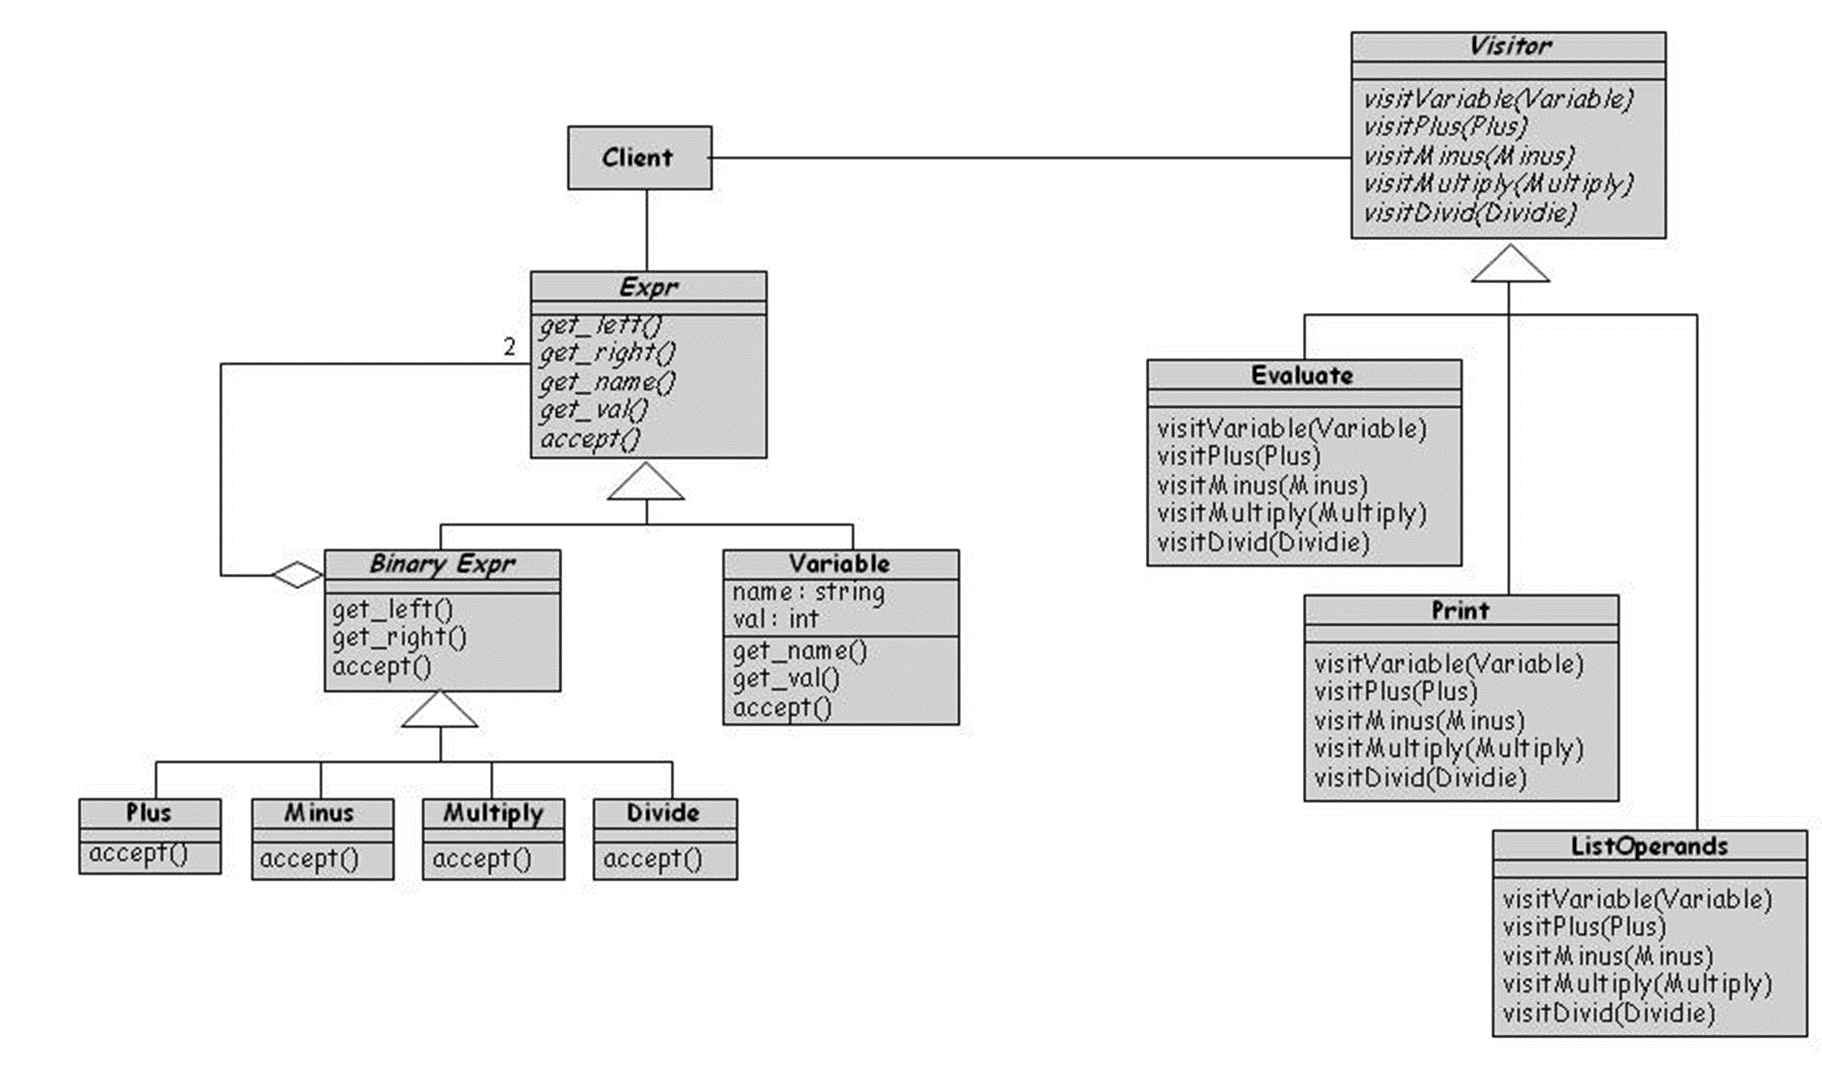 Visitor
visitVariable(Variable)
visitPlus(Plus)
visitMinus(Minus)
visitMultiply(Multiply)
visitDivid(Dividie)
Client
Expr
get_left()
get_right()
get_name()
get_val()
accept()
2
Binary Expr
get_left()
get_right()
accept()
Variable
name : string
val : int
get_name()
get_val()
accept()
Plus
accept()
Minus
accept()
Multiply
accept()
Divide
accept()
Evaluate
visitVariable(Variable)
visitPlus(Plus)
visitMinus(Minus)
visitMultiply(Multiply)
visitDivid(Dividie)
Print
visitVariable(Variable)
visitPlus(Plus)
visitMinus(Minus)
visitMultiply(Multiply)
visitDivid(Dividie)
ListOperands
visitVariable(Variable)
visitPlus(Plus)
visitMinus(Minus)
visitMultiply(Multiply)
visitDivid(Dividie)